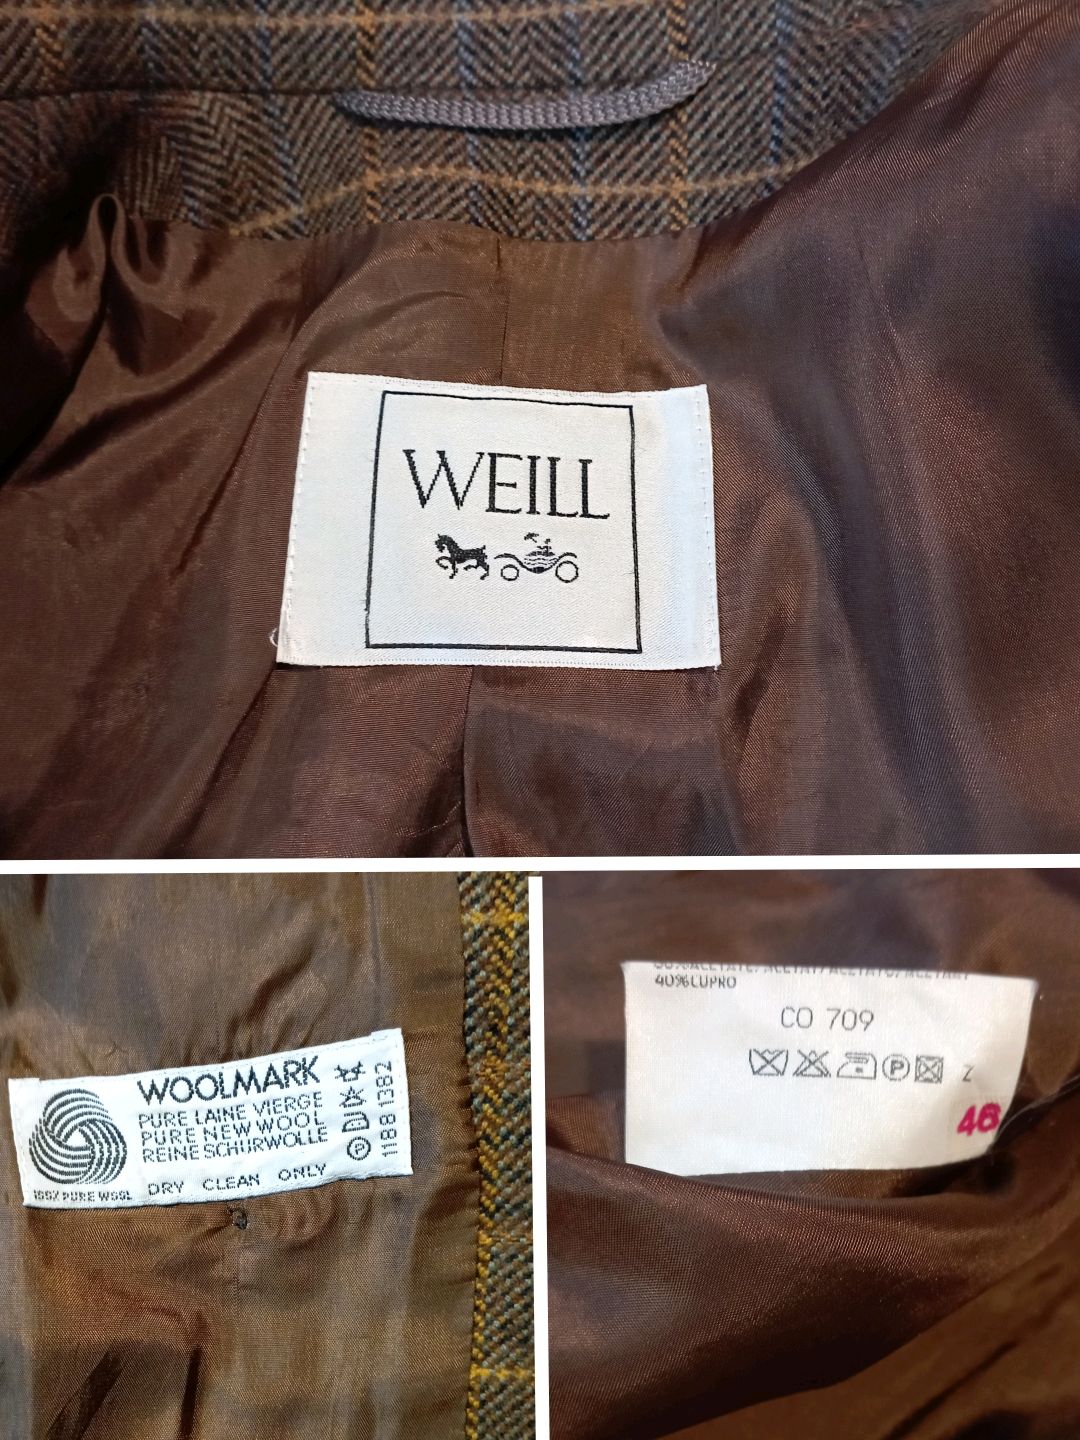 WEILL
WOOLMARK
PURE LAINE VIERGE
PURE NEW WOOL
REINE SCHURWOLLE
100% PURE WOOL
DRY CLEAN ONLY
P
1188 1382
40%CUPRO
CO 709
P
Z
46